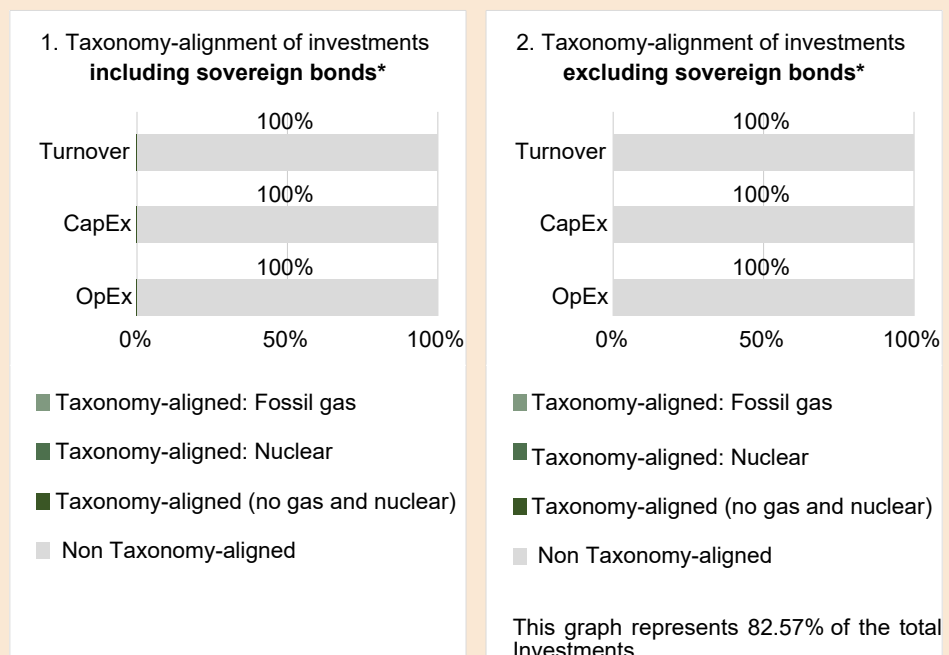 1. Taxonomy-alignment of investments
including sovereign bonds*
100%
Turnover
100%
CapEx
100%
OpEx
0% 50% 100%
Taxonomy-aligned: Fossil gas
Taxonomy-aligned: Nuclear
Taxonomy-aligned (no gas and nuclear)
Non Taxonomy-aligned
2. Taxonomy-alignment of investments
excluding sovereign bonds*
100%
Turnover
100%
CapEx
100%
OpEx
0% 50% 100%
Taxonomy-aligned: Fossil gas
Taxonomy-aligned: Nuclear
Taxonomy-aligned (no gas and nuclear)
Non Taxonomy-aligned
This graph represents 82.57% of the total
Investments